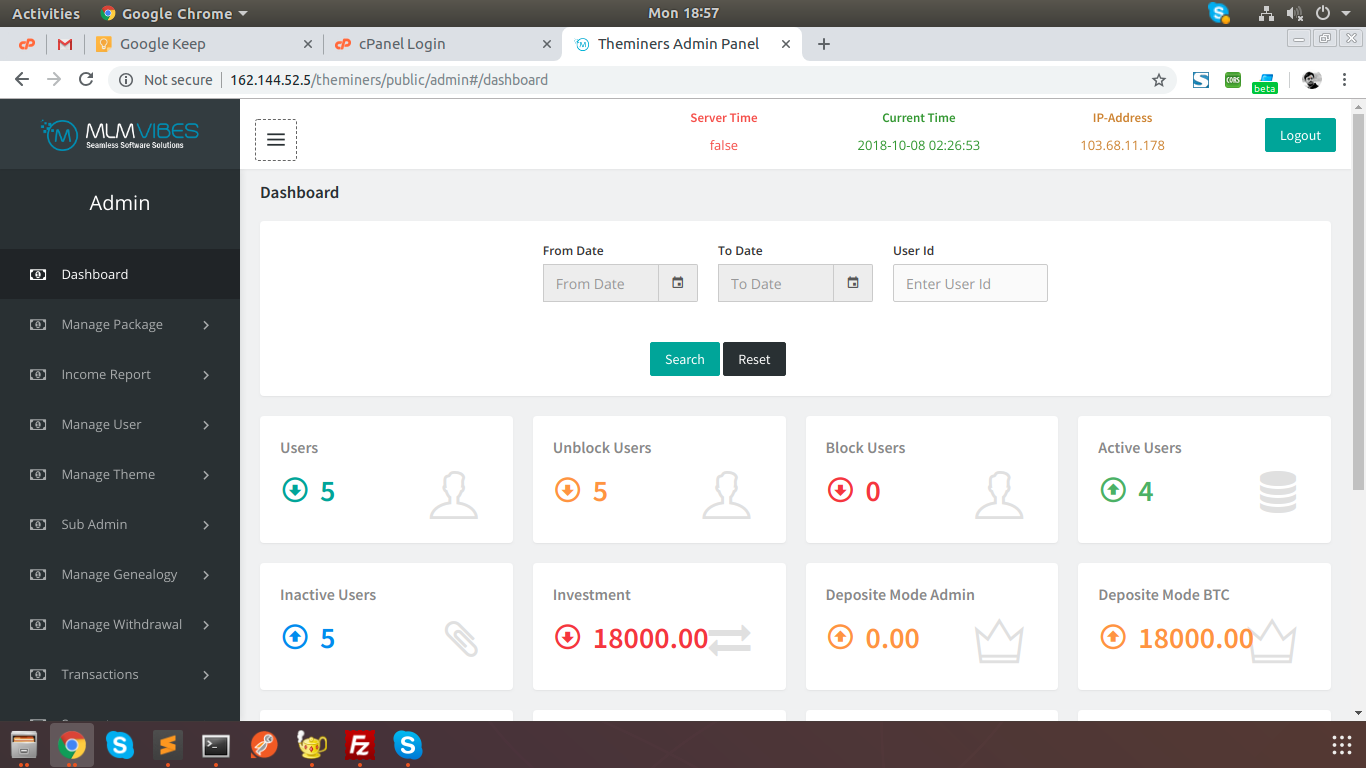 Activities Google Chrome Mon 18:57
Google Keep cPanel Login Theminers Admin Panel
Not secure 162.144.52.5/theminers/public/admin#/dashboard CORS beta
MLMVIBES
Seamless Software Solutions
Server Time Current Time IP-Address
false 2018-10-08 02:26:53 103.68.11.178
Logout
Admin
Dashboard
Manage Package
Income Report
Manage User
Manage Theme
Sub Admin
Manage Genealogy
Manage Withdrawal
Transactions
Dashboard
From Date To Date User Id
From Date To Date Enter User Id
Search Reset
Users Unblock Users Block Users Active Users
5 5 0 4
Inactive Users Investment Deposite Mode Admin Deposite Mode BTC
5 18000.00 0.00 18000.00